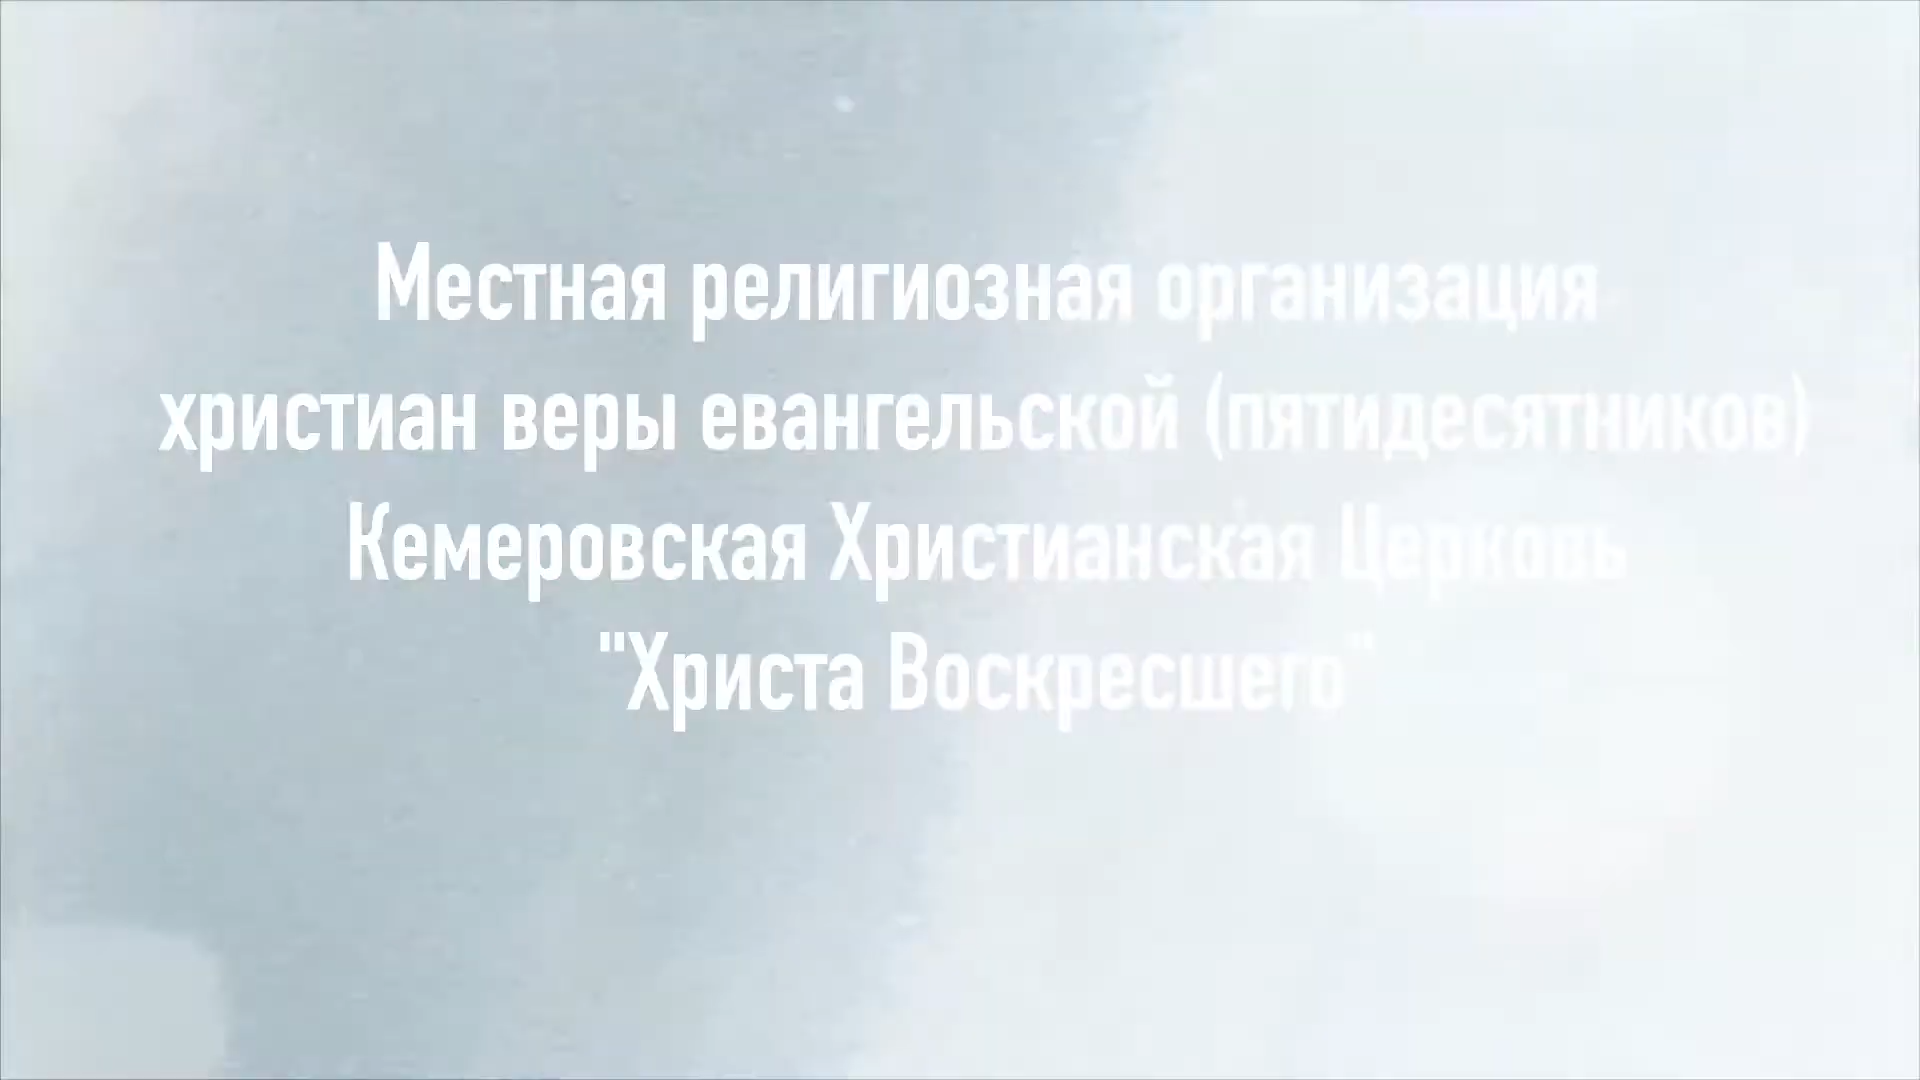 Местная религиозная организация
христиан веры евангельской (пятидесятников)
Кемеровская Христианская Церковь
"Христа Воскресшего"